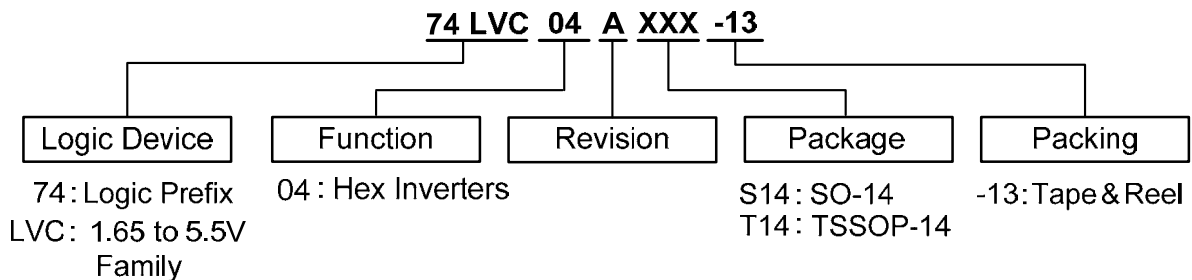 74 LVC 04 A XXX -13
Logic Device
Function
Revision
Package
Packing
74 : Logic Prefix
LVC : 1.65 to 5.5V
Family
04 : Hex Inverters
S14 : SO-14
T14 : TSSOP-14
-13 : Tape & Reel